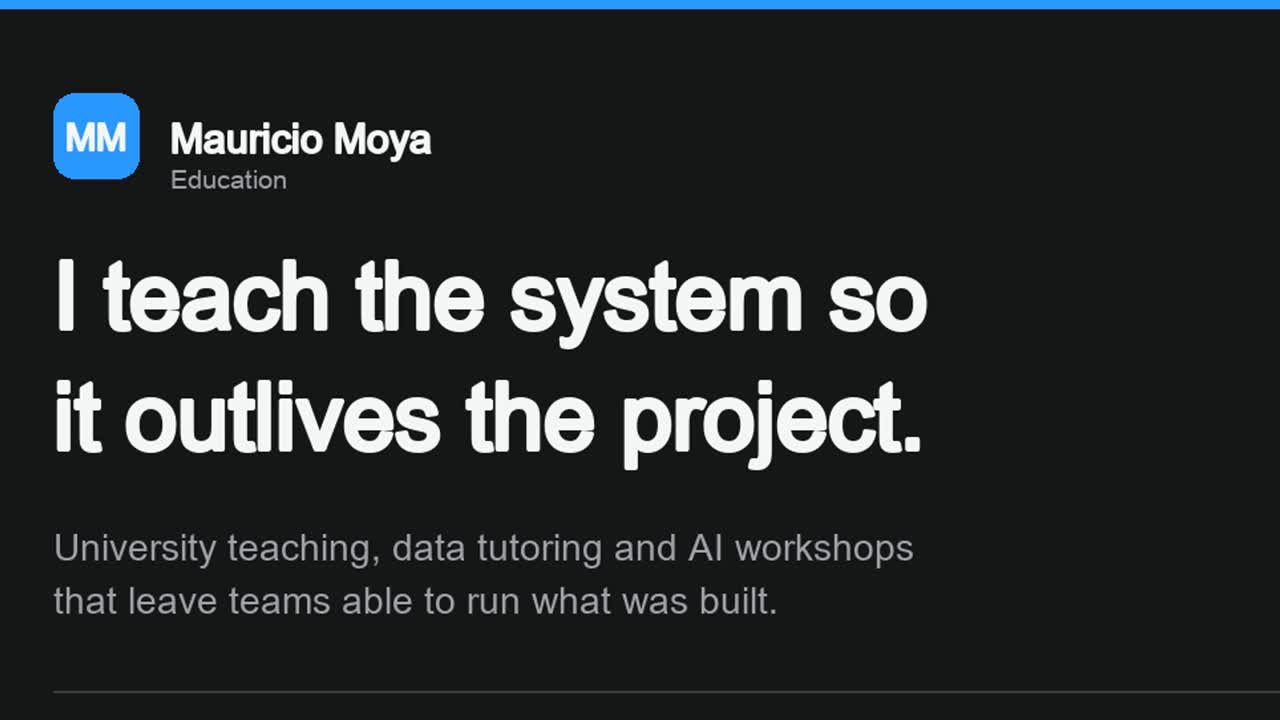 MM
Mauricio Moya
Education
I teach the system so
it outlives the project.
University teaching, data tutoring and AI workshops
that leave teams able to run what was built.